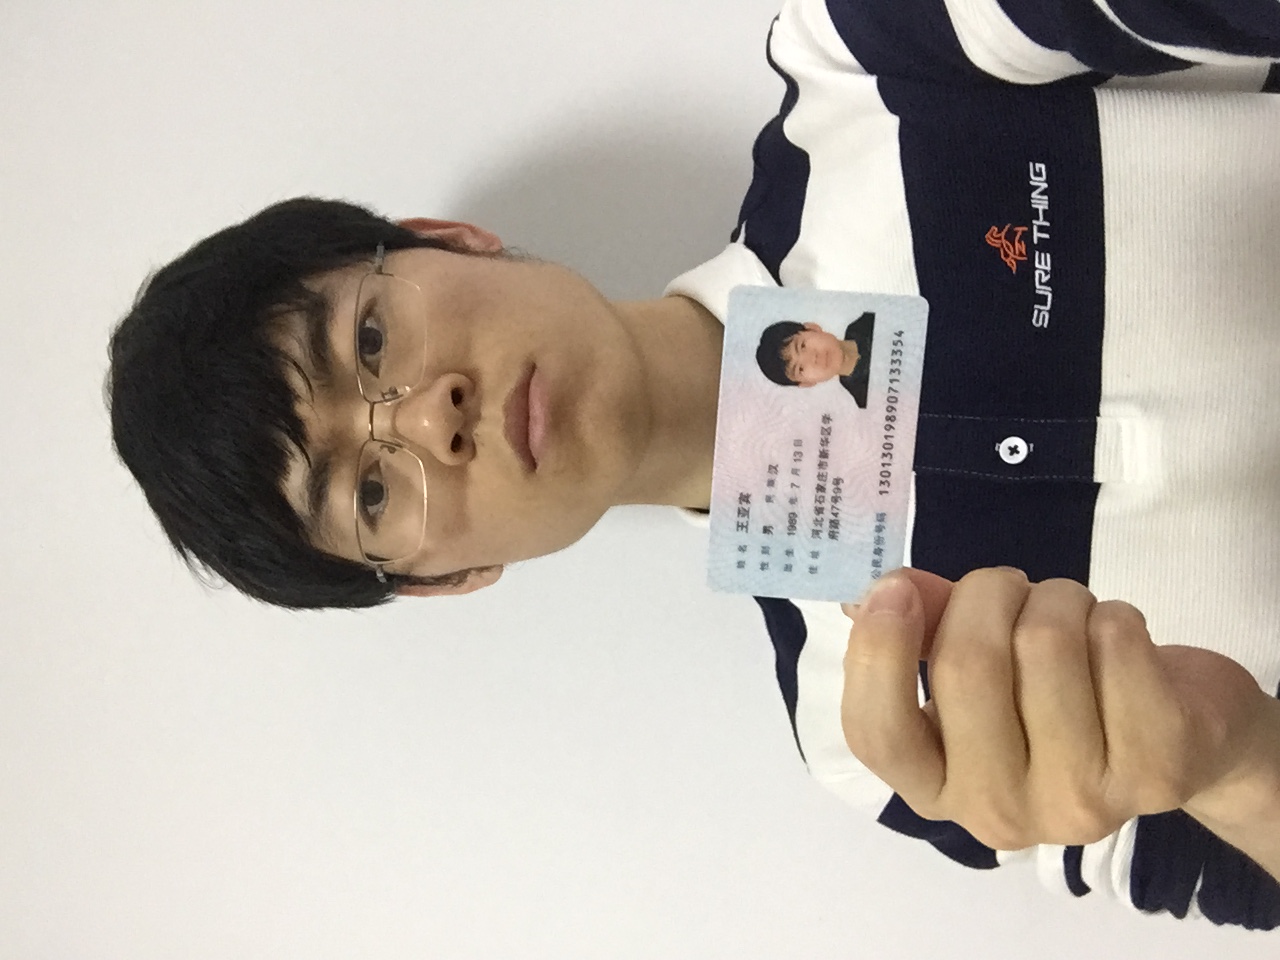 姓名 王亚宾
性别 男 民族 汉
出生 1989 年 7 月 13 日
住址 河北省石家庄市新华区学
府路47号9号
公民身份号码 130130198907133354
SURE THING